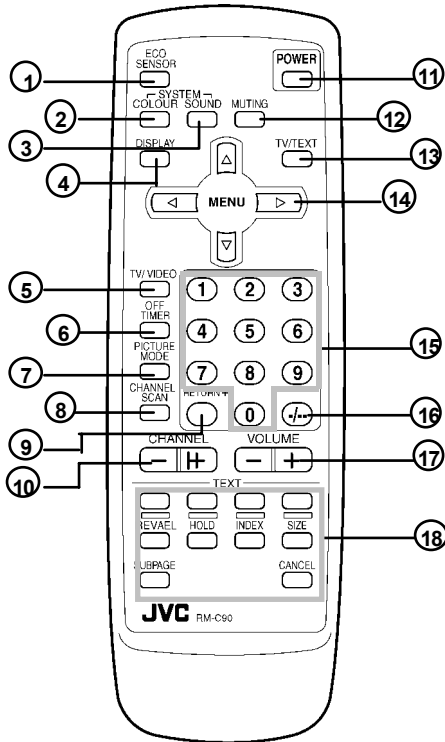 ECO
SENSOR
POWER
1
11
SYSTEM
COLOUR SOUND MUTING
2
12
3
DISPLAY
TV/TEXT
13
4
MENU
14
TV/VIDEO
5
1 2 3
OFF
TIMER
6
4 5 6
15
PICTURE
MODE
7
7 8 9
CHANNEL
SCAN
8
RETURN +
0 -/--
16
9
CHANNEL VOLUME
- + - +
10
17
TEXT
REVAEL HOLD INDEX SIZE
18
SUBPAGE CANCEL
JVC RM-C90